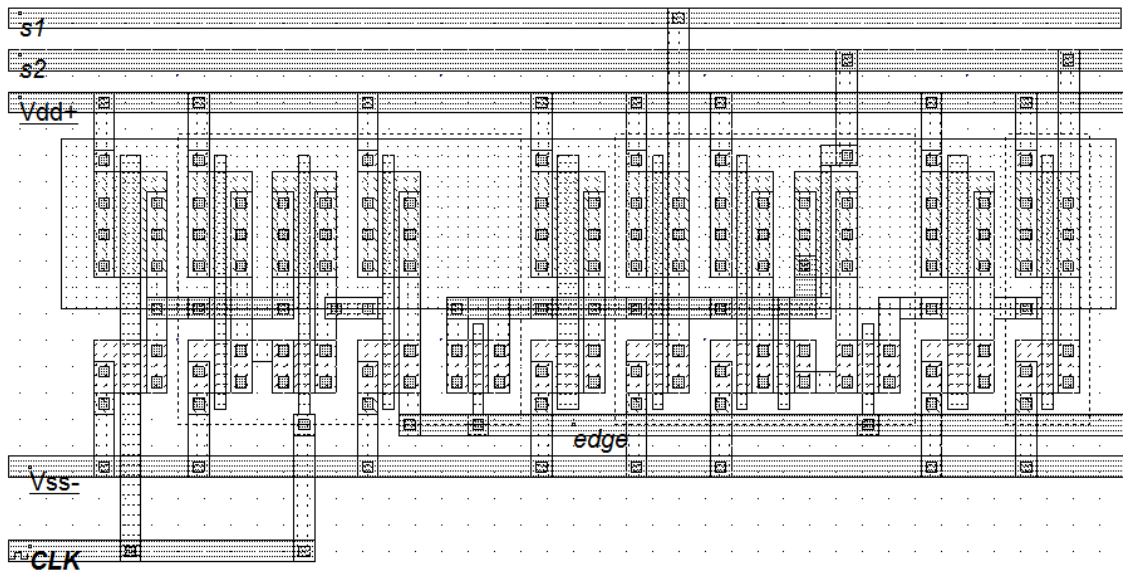 s1
s2
Vdd+
edge
Vss-
CLK